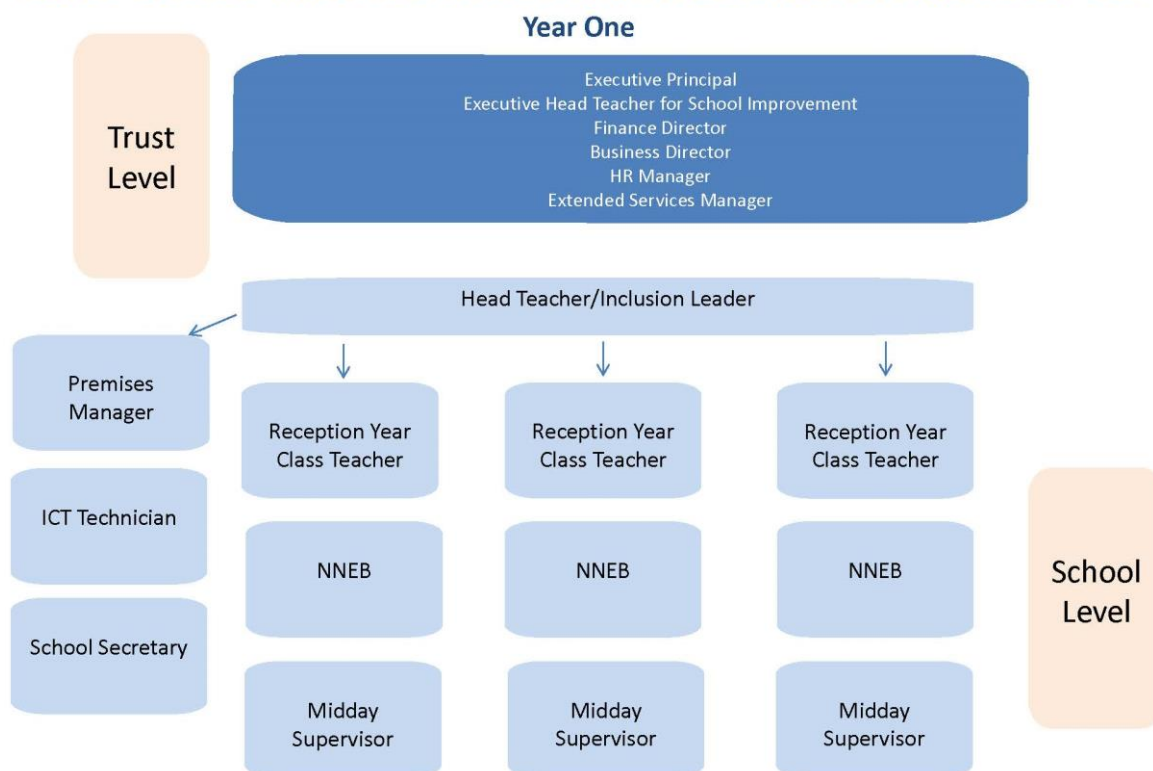 Year One
Trust
Level
Executive Principal
Executive Head Teacher for School Improvement
Finance Director
Business Director
HR Manager
Extended Services Manager
Head Teacher/Inclusion Leader
Premises
Manager
Reception Year
Class Teacher
Reception Year
Class Teacher
Reception Year
Class Teacher
ICT Technician
NNEB
NNEB
NNEB
School
Level
School Secretary
Midday
Supervisor
Midday
Supervisor
Midday
Supervisor